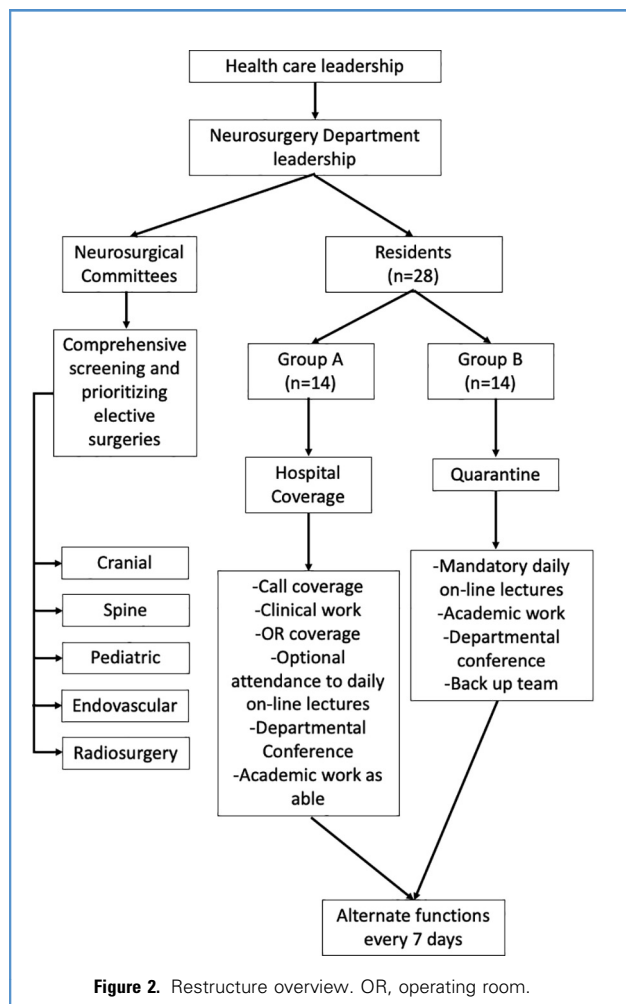 Health care leadership
Neurosurgery Department
leadership
Neurosurgical
Committees
Residents
(n=28)
Comprehensive
screening and
prioritizing
elective
surgeries
Group A
(n=14)
Group B
(n=14)
Hospital
Coverage
Quarantine
Cranial
Spine
Pediatric
Endovascular
Radiosurgery
-Call coverage
-Clinical work
-OR coverage
-Optional
attendance to daily
on-line lectures
-Departmental
Conference
-Academic work as
able
-Mandatory daily
on-line lectures
-Academic work
-Departmental
conference
-Back up team
Alternate functions
every 7 days
Figure 2. Restructure overview. OR, operating room.